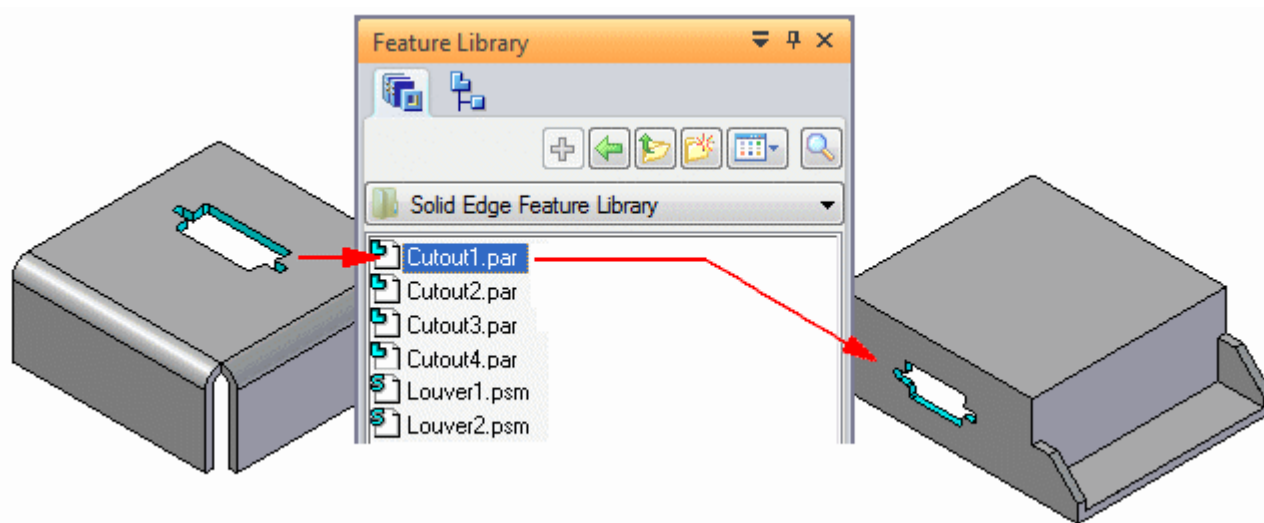 Feature Library
Solid Edge Feature Library
Cutout1.par
Cutout2.par
Cutout3.par
Cutout4.par
Louver1.psm
Louver2.psm